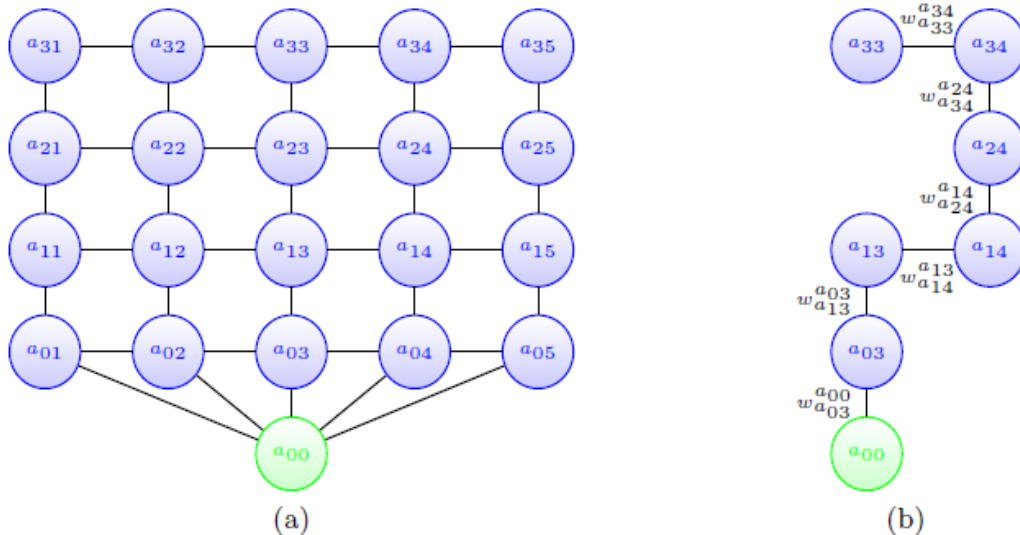 a31 a32 a33 a34 a35
a21 a22 a23 a24 a25
a11 a12 a13 a14 a15
a01 a02 a03 a04 a05
a00
(a)
a33 w^{a34}_{a33} a34
w^{a24}_{a34}
a24
w^{a14}_{a24}
a13 w^{a13}_{a14} a14
w^{a03}_{a13}
a03
w^{a00}_{a03}
a00
(b)